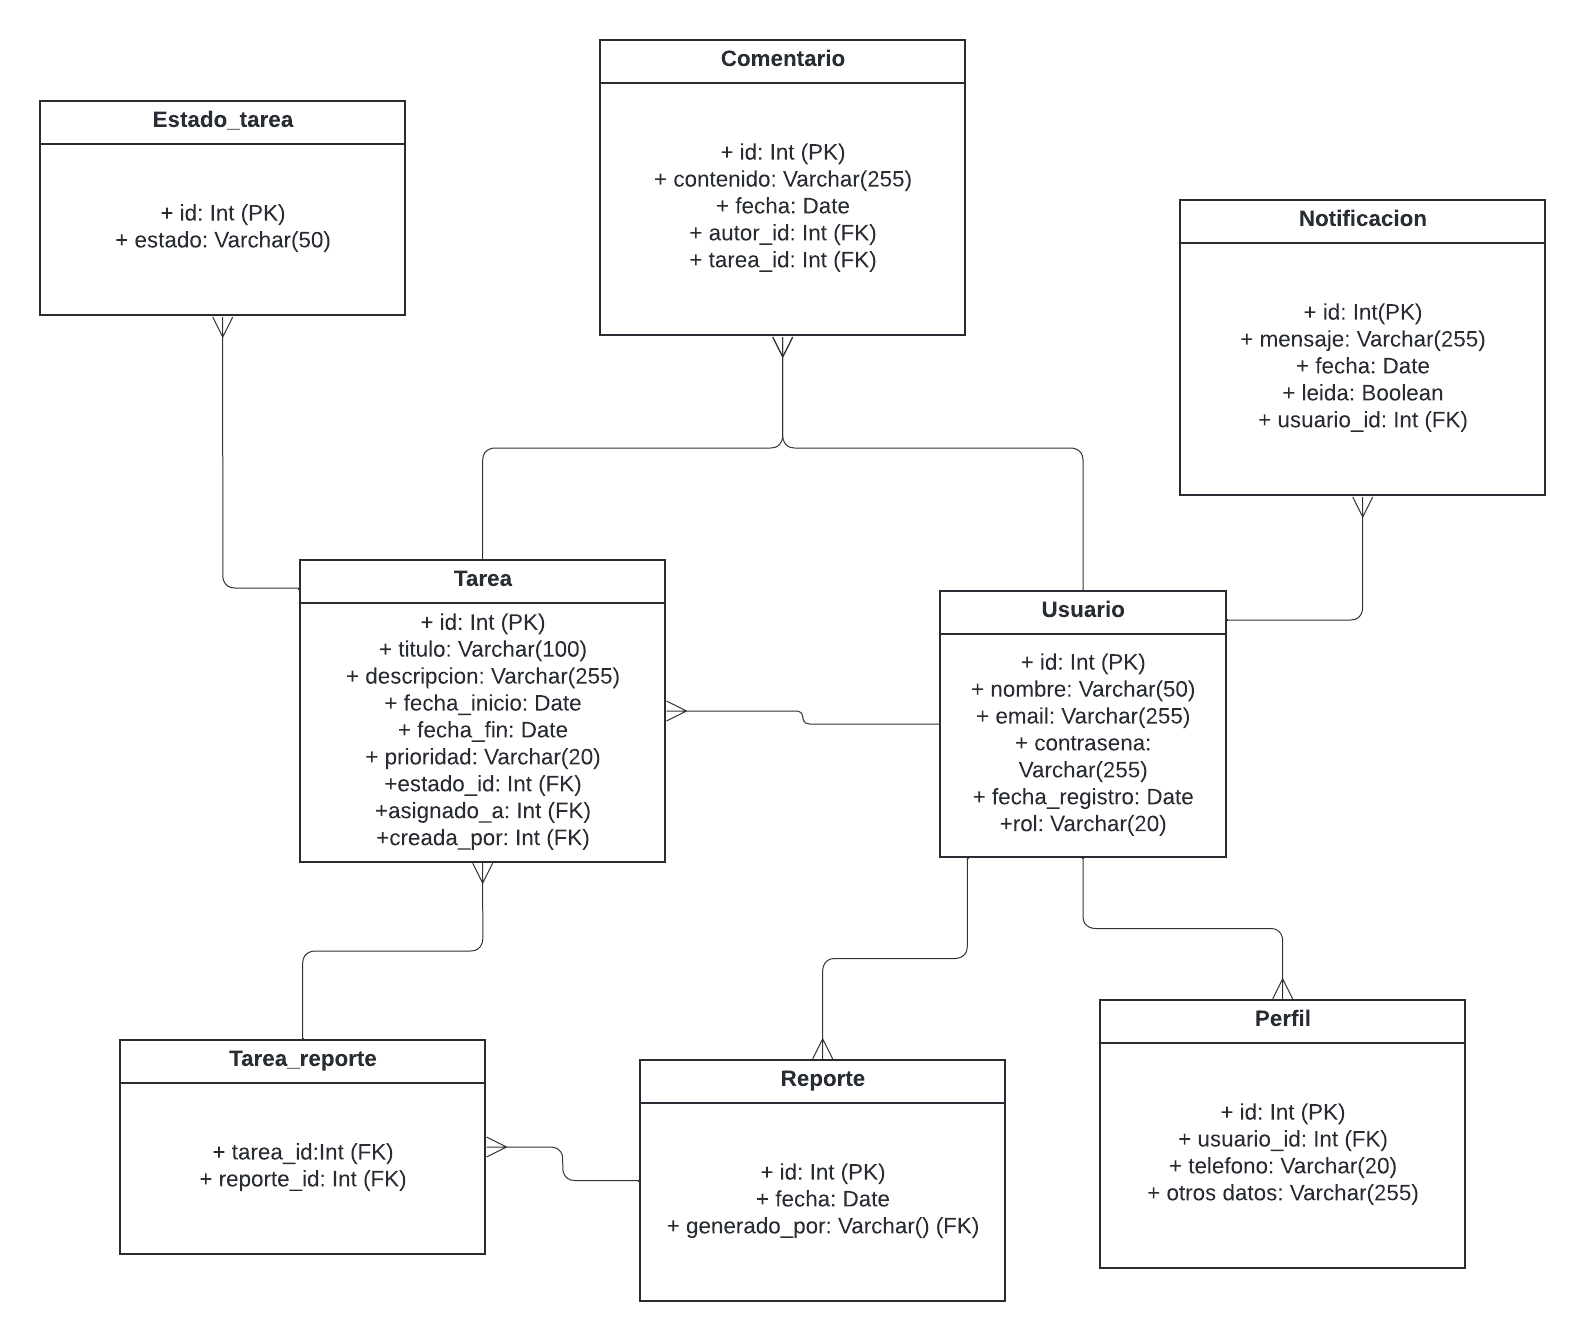 Comentario
+ id: Int (PK)
+ contenido: Varchar(255)
+ fecha: Date
+ autor_id: Int (FK)
+ tarea_id: Int (FK)
Estado_tarea
+ id: Int (PK)
+ estado: Varchar(50)
Notificacion
+ id: Int(PK)
+ mensaje: Varchar(255)
+ fecha: Date
+ leida: Boolean
+ usuario_id: Int (FK)
Tarea
+ id: Int (PK)
+ titulo: Varchar(100)
+ descripcion: Varchar(255)
+ fecha_inicio: Date
+ fecha_fin: Date
+ prioridad: Varchar(20)
+estado_id: Int (FK)
+asignado_a: Int (FK)
+creada_por: Int (FK)
Usuario
+ id: Int (PK)
+ nombre: Varchar(50)
+ email: Varchar(255)
+ contrasena:
Varchar(255)
+ fecha_registro: Date
+rol: Varchar(20)
Tarea_reporte
+ tarea_id:Int (FK)
+ reporte_id: Int (FK)
Reporte
+ id: Int (PK)
+ fecha: Date
+ generado_por: Varchar() (FK)
Perfil
+ id: Int (PK)
+ usuario_id: Int (FK)
+ telefono: Varchar(20)
+ otros datos: Varchar(255)